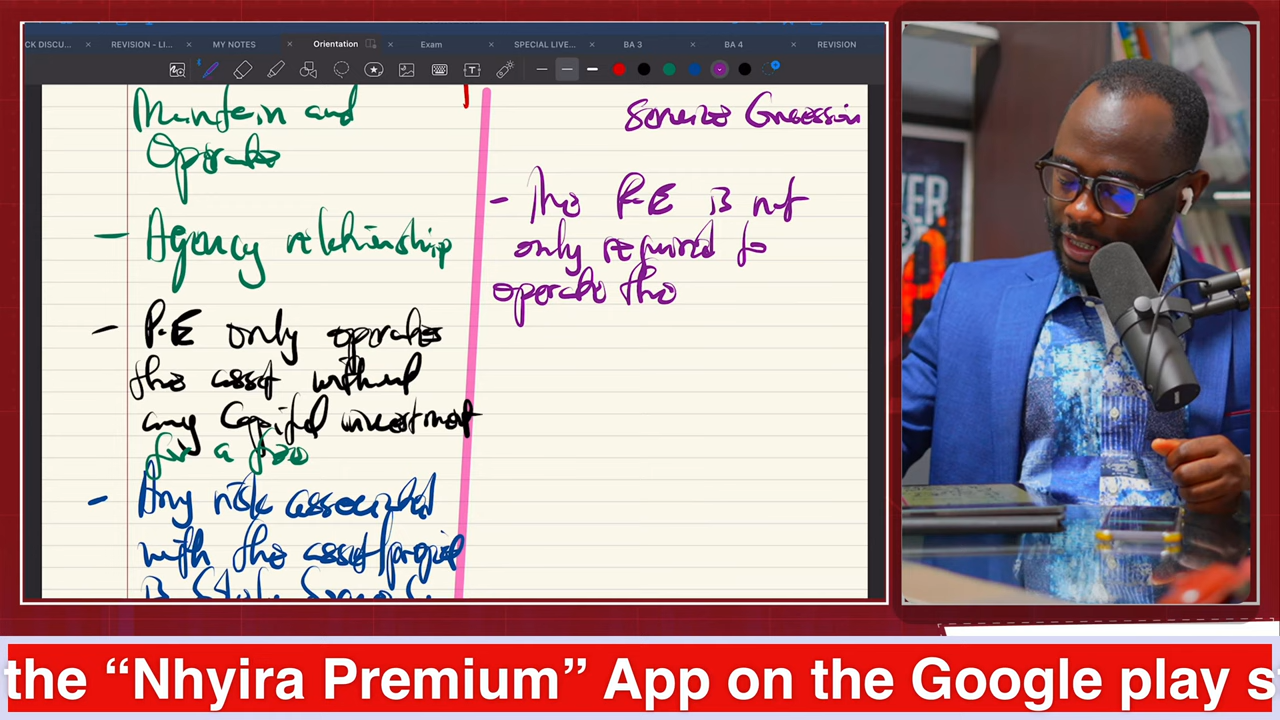 CK DISCU...
REVISION - LI...
MY NOTES
Orientation
Exam
SPECIAL LIVE...
BA 3
BA 4
REVISION
Maintain and
Operate
- Agency relationship
- P.E only operates
the asset without
any Capital investment
for a fee
- Any risk associated
with the asset/project
is
Service Concession
- The P.E is not
only required to
operate the
the “Nhyira Premium” App on the Google play s